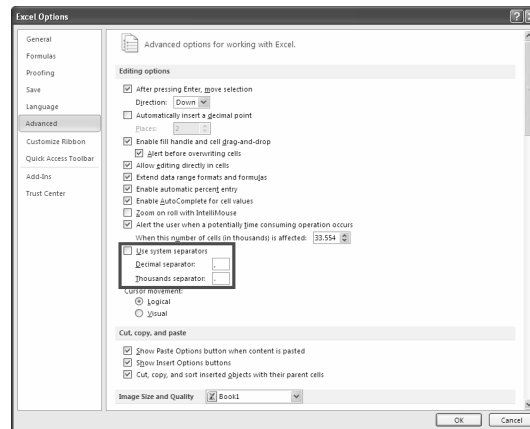 Excel Options
General
Formulas
Proofing
Save
Language
Advanced
Customize Ribbon
Quick Access Toolbar
Add-Ins
Trust Center
Advanced options for working with Excel.
Editing options
After pressing Enter, move selection
Direction: Down
Automatically insert a decimal point
Places: 2
Enable fill handle and cell drag-and-drop
Alert before overwriting cells
Allow editing directly in cells
Extend data range formats and formulas
Enable automatic percent entry
Enable AutoComplete for cell values
Zoom on roll with IntelliMouse
Alert the user when a potentially time consuming operation occurs
When this number of cells (in thousands) is affected: 33.554
Use system separators
Decimal separator: ,
Thousands separator: .
Cursor movement:
Logical
Visual
Cut, copy, and paste
Show Paste Options button when content is pasted
Show Insert Options buttons
Cut, copy, and sort inserted objects with their parent cells
Image Size and Quality Book1
OK Cancel